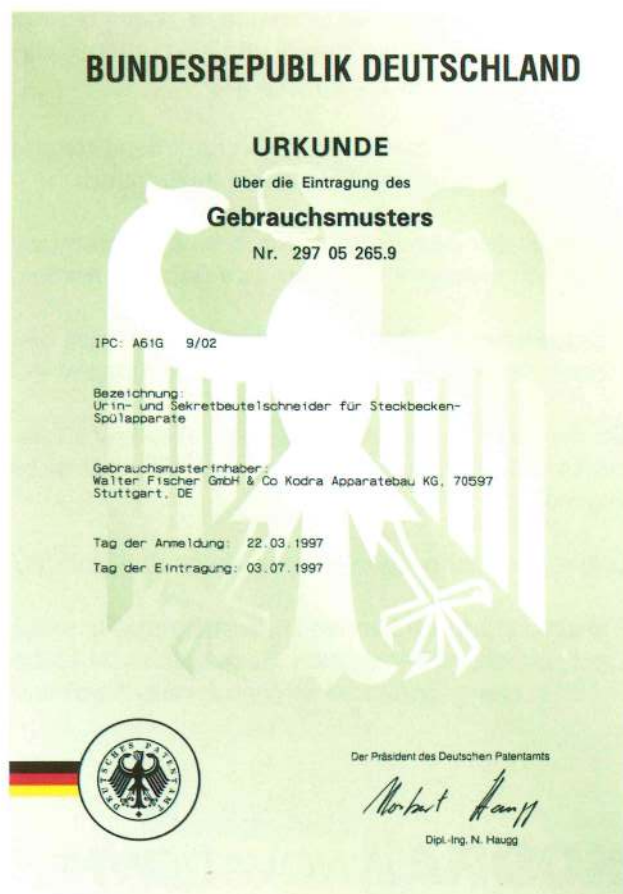 BUNDESREPUBLIK DEUTSCHLAND
URKUNDE
über die Eintragung des
Gebrauchsmusters
Nr. 297 05 265.9
IPC: A61G 9/02
Bezeichnung:
Urin- und Sekretbeutelschneider für Steckbecken-
Spülapparate
Gebrauchsmusterinhaber:
Walter Fischer GmbH & Co Kodra Apparatebau KG, 70597
Stuttgart, DE
Tag der Anmeldung: 22.03.1997
Tag der Eintragung: 03.07.1997
DEUTSCHES PATENTAMT
Der Präsident des Deutschen Patentamts
Norbert Haugg
Dipl.-Ing. N. Haugg